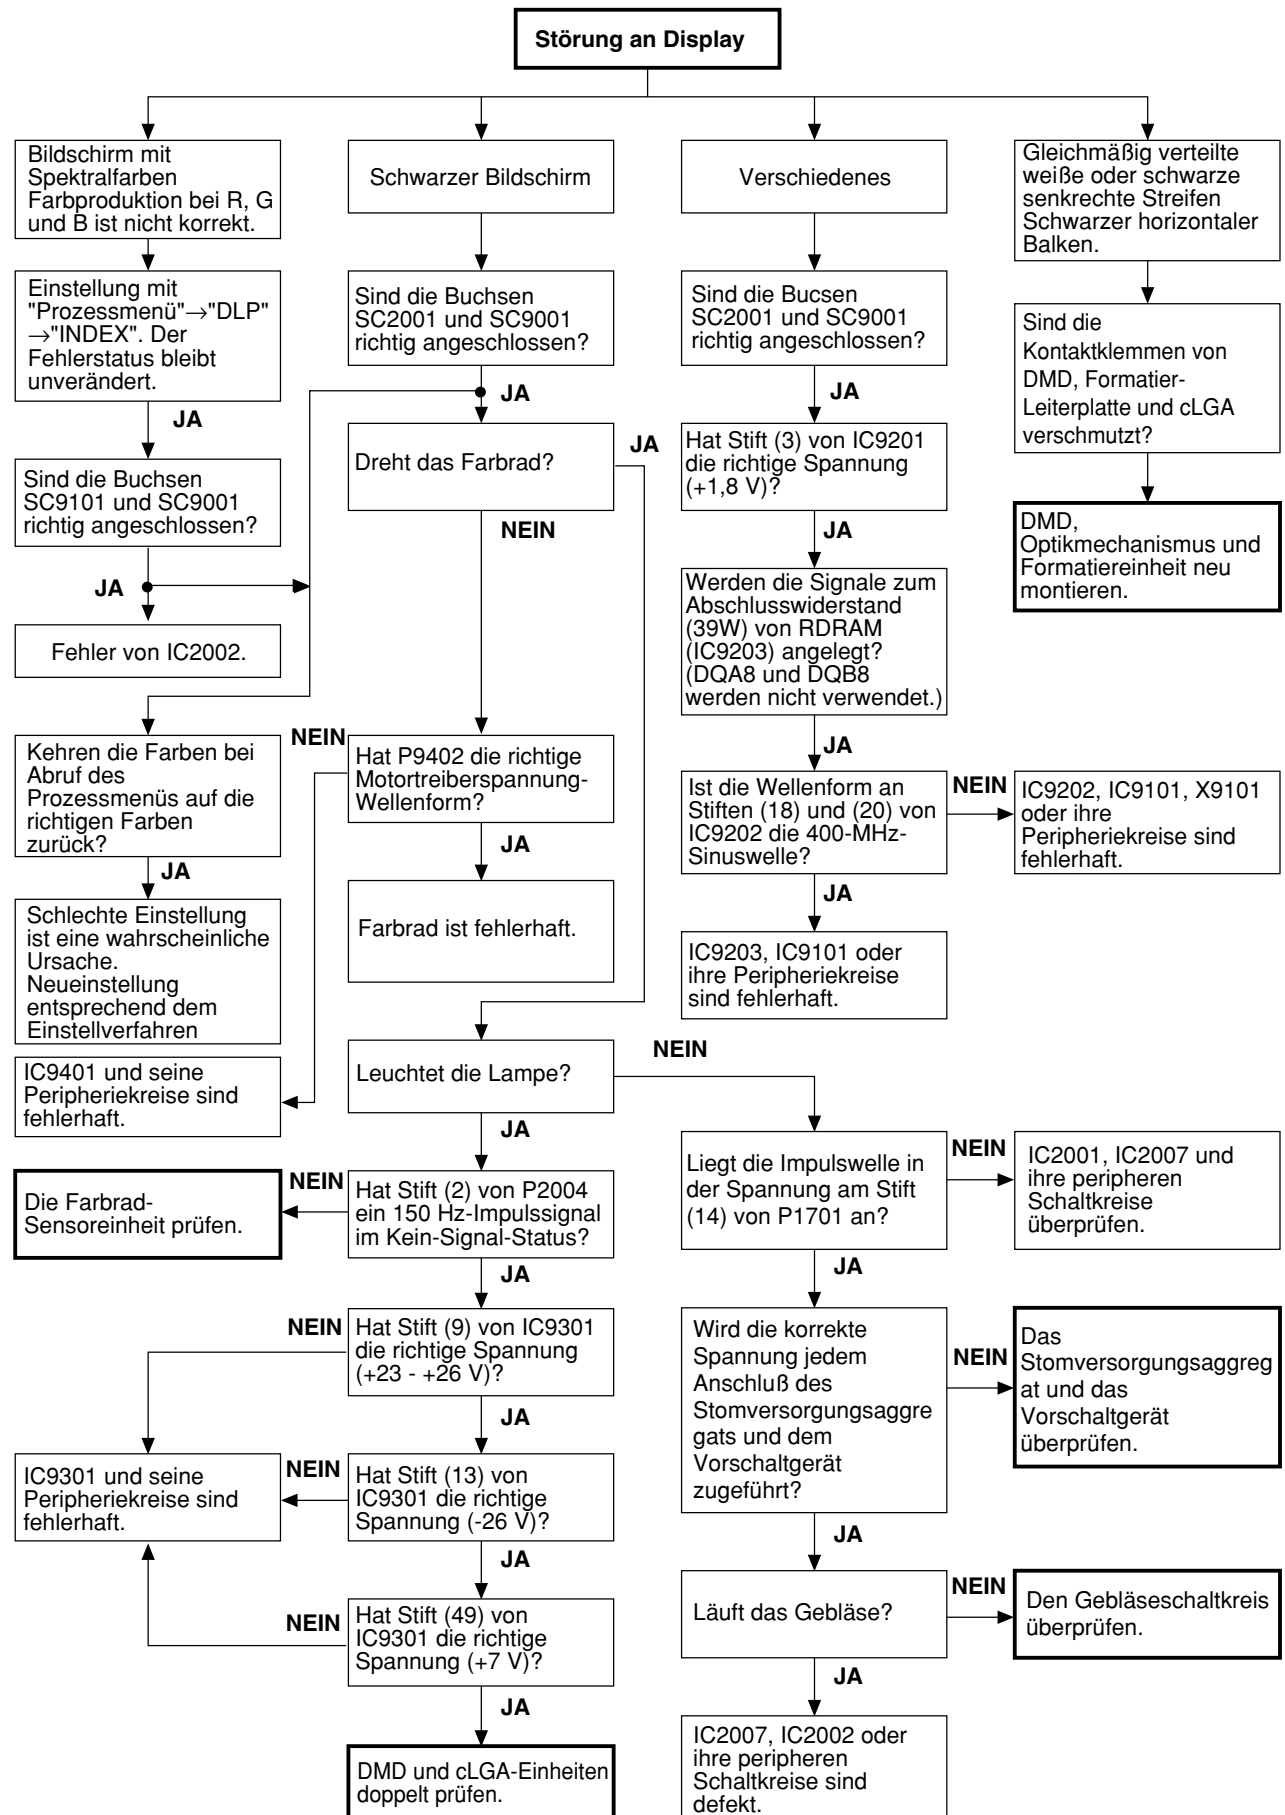 Störung an Display
Bildschirm mit
Spektralfarben
Farbproduktion bei R, G
und B ist nicht korrekt.
Schwarzer Bildschirm
Verschiedenes
Gleichmäßig verteilte
weiße oder schwarze
senkrechte Streifen
Schwarzer horizontaler
Balken.
Einstellung mit
"Prozessmenü"→"DLP"
→"INDEX". Der
Fehlerstatus bleibt
unverändert.
Sind die Buchsen
SC2001 und SC9001
richtig angeschlossen?
Sind die Bucsen
SC2001 und SC9001
richtig angeschlossen?
Sind die
Kontaktklemmen von
DMD, Formatier-
Leiterplatte und cLGA
verschmutzt?
JA
JA
JA
Sind die Buchsen
SC9101 und SC9001
richtig angeschlossen?
Dreht das Farbrad?
JA
Hat Stift (3) von IC9201
die richtige Spannung
(+1,8 V)?
DMD,
Optikmechanismus und
Formatiereinheit neu
montieren.
NEIN
JA
JA
Werden die Signale zum
Abschlusswiderstand
(39W) von RDRAM
(IC9203) angelegt?
(DQA8 und DQB8
werden nicht verwendet.)
Fehler von IC2002.
NEIN
JA
Kehren die Farben bei
Abruf des
Prozessmenüs auf die
richtigen Farben
zurück?
Hat P9402 die richtige
Motortreiberspannung-
Wellenform?
Ist die Wellenform an
Stiften (18) und (20) von
IC9202 die 400-MHz-
Sinuswelle?
NEIN
IC9202, IC9101, X9101
oder ihre
Peripheriekreise sind
fehlerhaft.
JA
JA
JA
Schlechte Einstellung
ist eine wahrscheinliche
Ursache.
Neueinstellung
entsprechend dem
Einstellverfahren
Farbrad ist fehlerhaft.
IC9203, IC9101 oder
ihre Peripheriekreise
sind fehlerhaft.
IC9401 und seine
Peripheriekreise sind
fehlerhaft.
Leuchtet die Lampe?
NEIN
JA
Die Farbrad-
Sensoreinheit prüfen.
NEIN
Hat Stift (2) von P2004
ein 150 Hz-Impulssignal
im Kein-Signal-Status?
Liegt die Impulswelle in
der Spannung am Stift
(14) von P1701 an?
NEIN
IC2001, IC2007 und
ihre peripheren
Schaltkreise
überprüfen.
JA
JA
NEIN
Hat Stift (9) von IC9301
die richtige Spannung
(+23 - +26 V)?
Wird die korrekte
Spannung jedem
Anschluß des
Stomversorgungsaggre
gats und dem
Vorschaltgerät
zugeführt?
NEIN
Das
Stomversorgungsaggreg
at und das
Vorschaltgerät
überprüfen.
JA
IC9301 und seine
Peripheriekreise sind
fehlerhaft.
NEIN
Hat Stift (13) von
IC9301 die richtige
Spannung (-26 V)?
JA
JA
NEIN
Hat Stift (49) von
IC9301 die richtige
Spannung (+7 V)?
Läuft das Gebläse?
NEIN
Den Gebläseschaltkreis
überprüfen.
JA
JA
DMD und cLGA-Einheiten
doppelt prüfen.
IC2007, IC2002 oder
ihre peripheren
Schaltkreise sind
defekt.